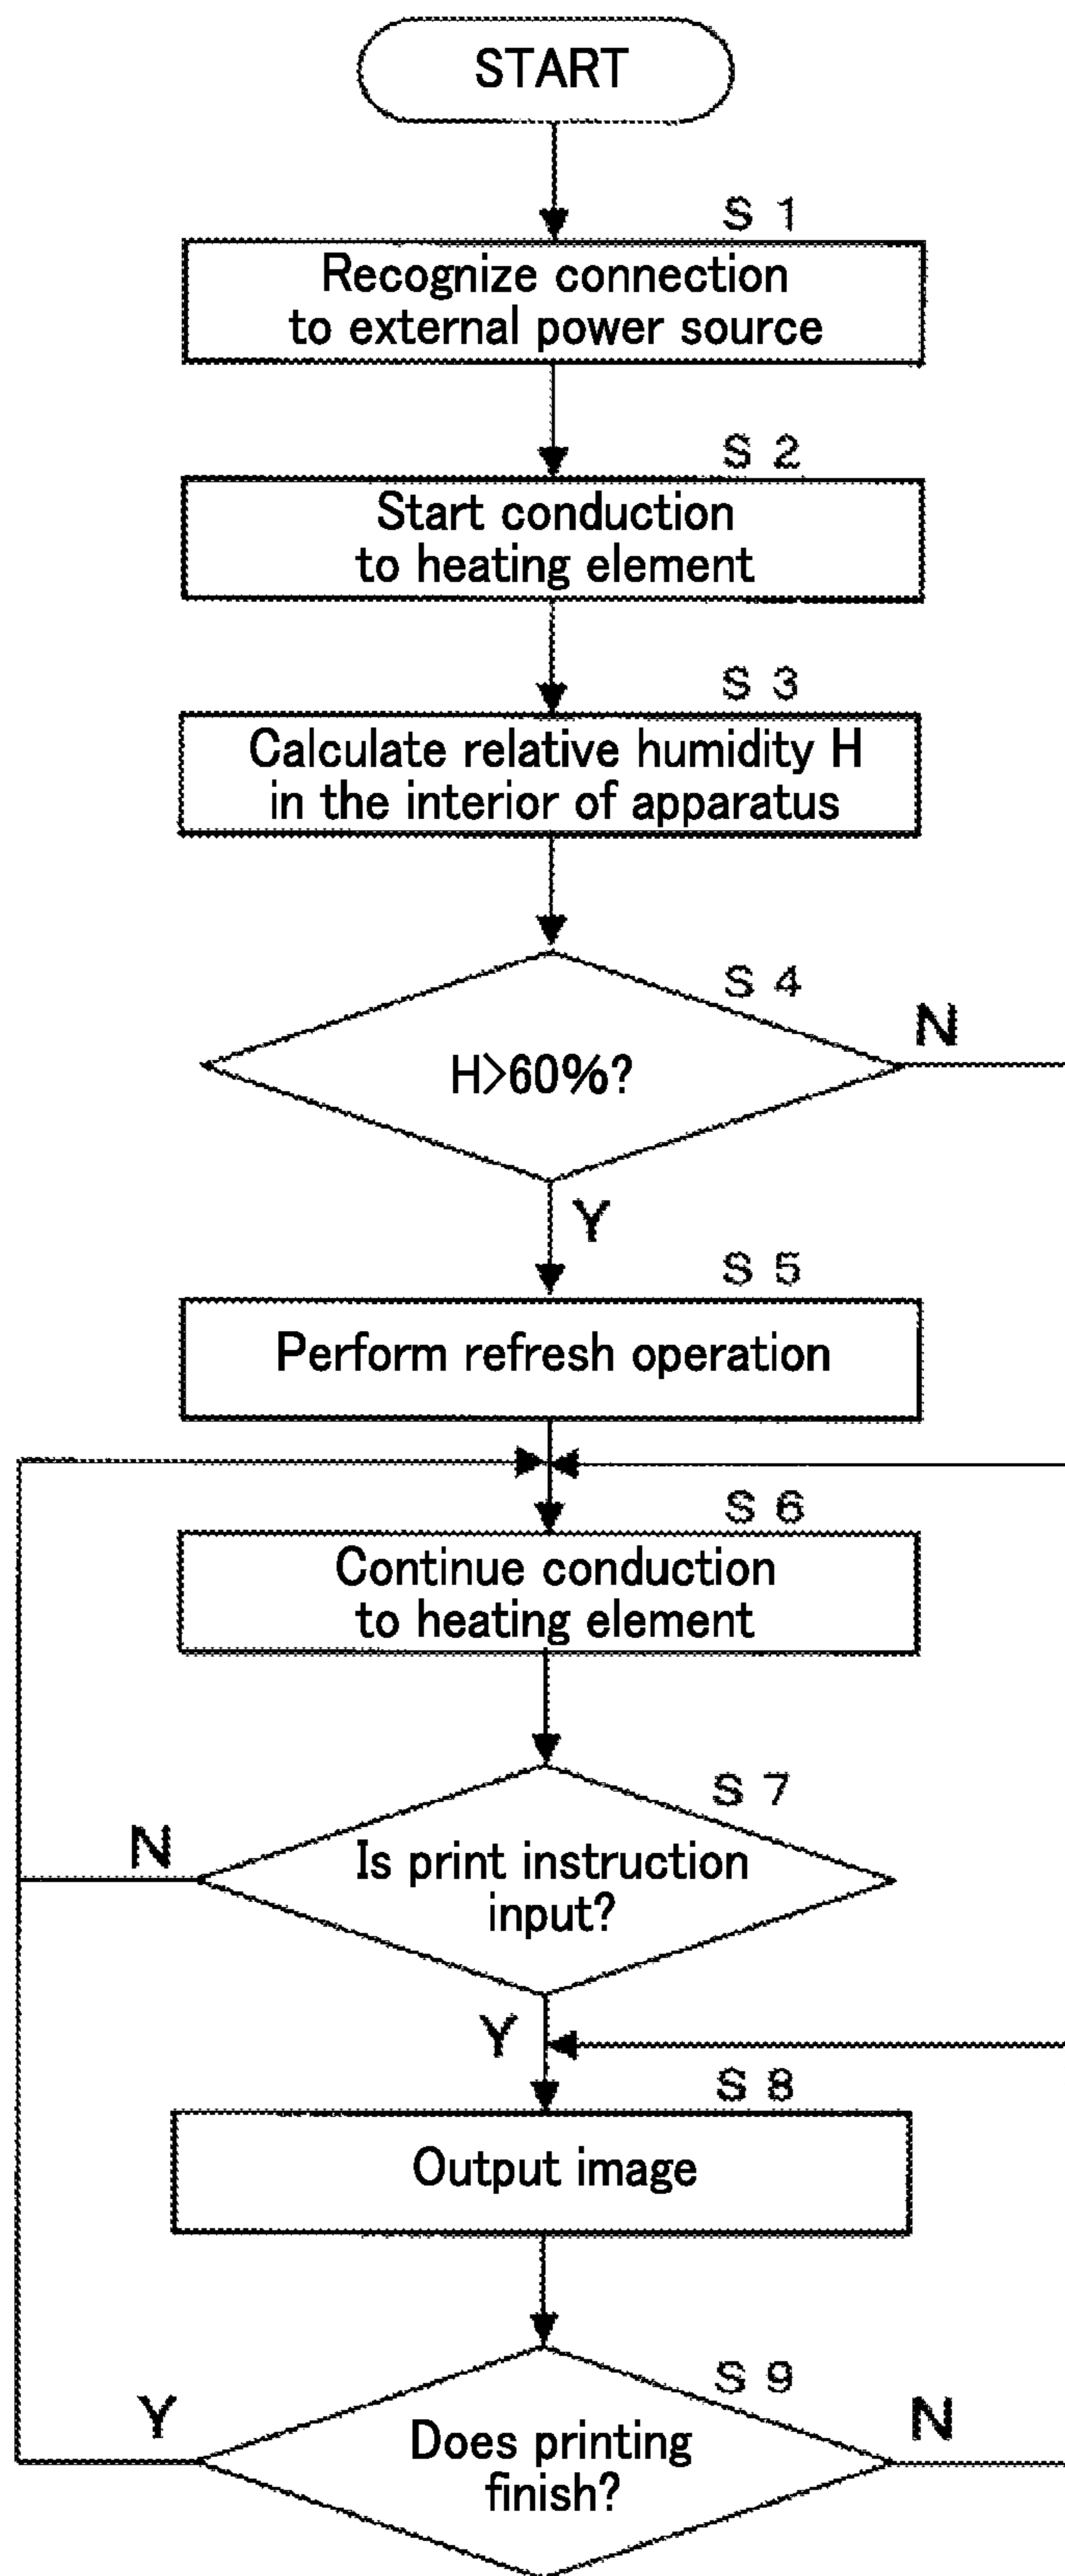 START
S 1
Recognize connection
to external power source
S 2
Start conduction
to heating element
S 3
Calculate relative humidity H
in the interior of apparatus
S 4
N
H>60%?
Y
S 5
Perform refresh operation
S 6
Continue conduction
to heating element
S 7
N
Is print instruction
input?
Y
S 8
Output image
S 9
Y
N
Does printing
finish?